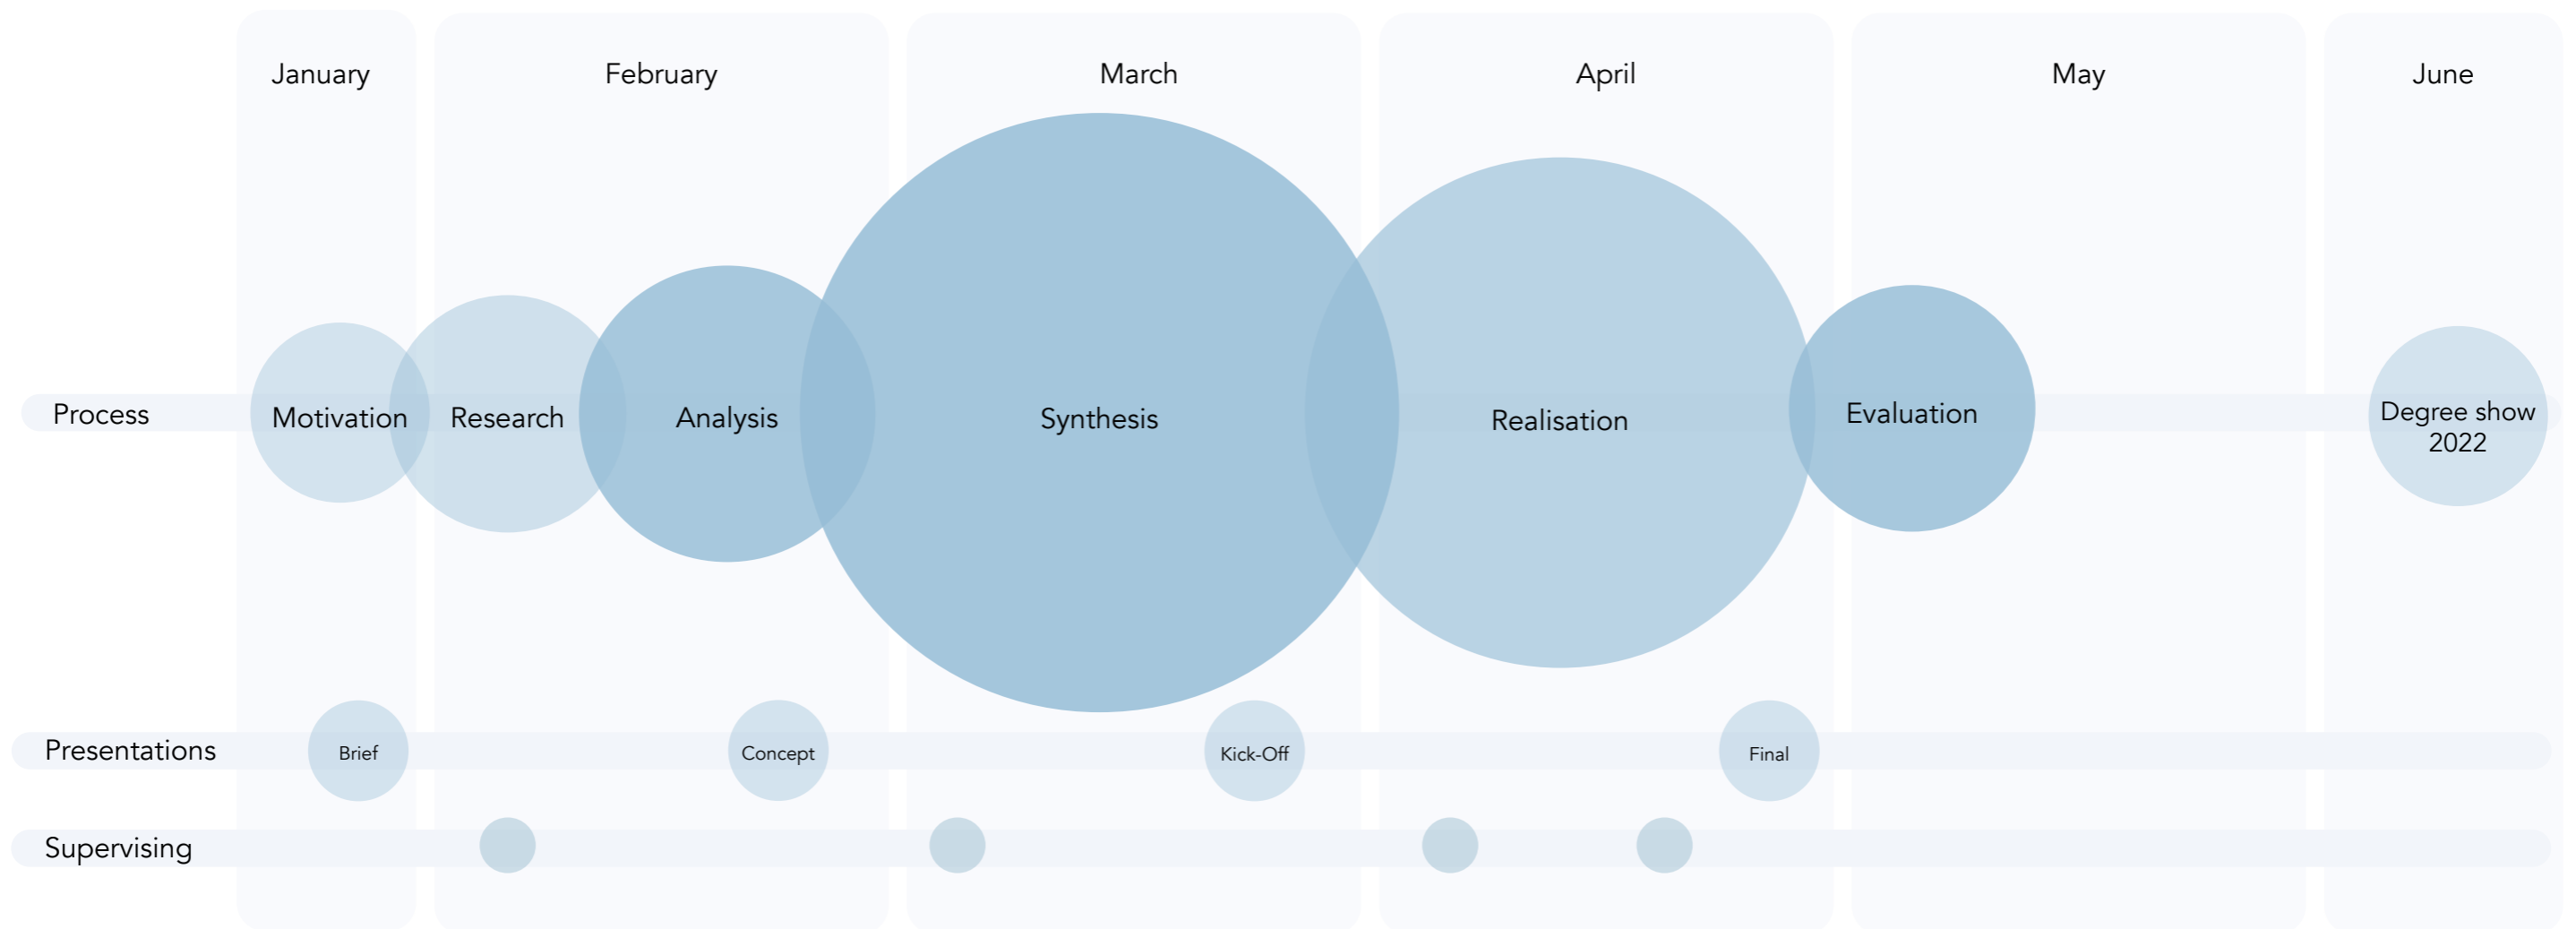 January
February
March
April
May
June
Process
Motivation
Research
Analysis
Synthesis
Realisation
Evaluation
Degree show
2022
Presentations
Brief
Concept
Kick-Off
Final
Supervising